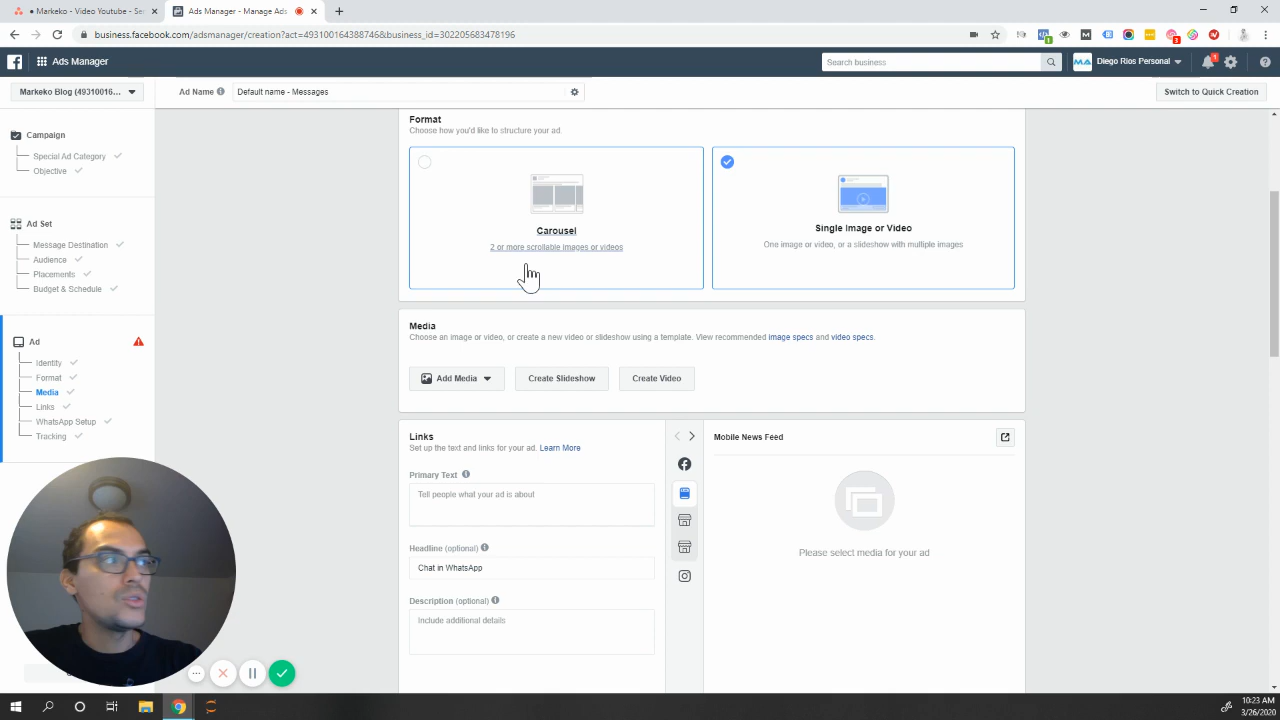 Markeko – Video Youtube - Ser
Ads Manager - Manage Ads
business.facebook.com/adsmanager/creation?act=493100164388746&business_id=302205683478196
Ads Manager
Search business
Diego Rios Personal
Markeko Blog (49310016...
Ad Name
Default name - Messages
Switch to Quick Creation
Campaign
Special Ad Category
Objective
Ad Set
Message Destination
Audience
Placements
Budget & Schedule
Ad
Identity
Format
Media
Links
WhatsApp Setup
Tracking
Format
Choose how you'd like to structure your ad.
Carousel
2 or more scrollable images or videos
Single Image or Video
One image or video, or a slideshow with multiple images
Media
Choose an image or video, or create a new video or slideshow using a template. View recommended image specs and video specs.
Add Media
Create Slideshow
Create Video
Links
Set up the text and links for your ad. Learn More
Primary Text
Tell people what your ad is about
Headline (optional)
Chat in WhatsApp
Description (optional)
Include additional details
Mobile News Feed
Please select media for your ad
10:23 AM
3/26/2020